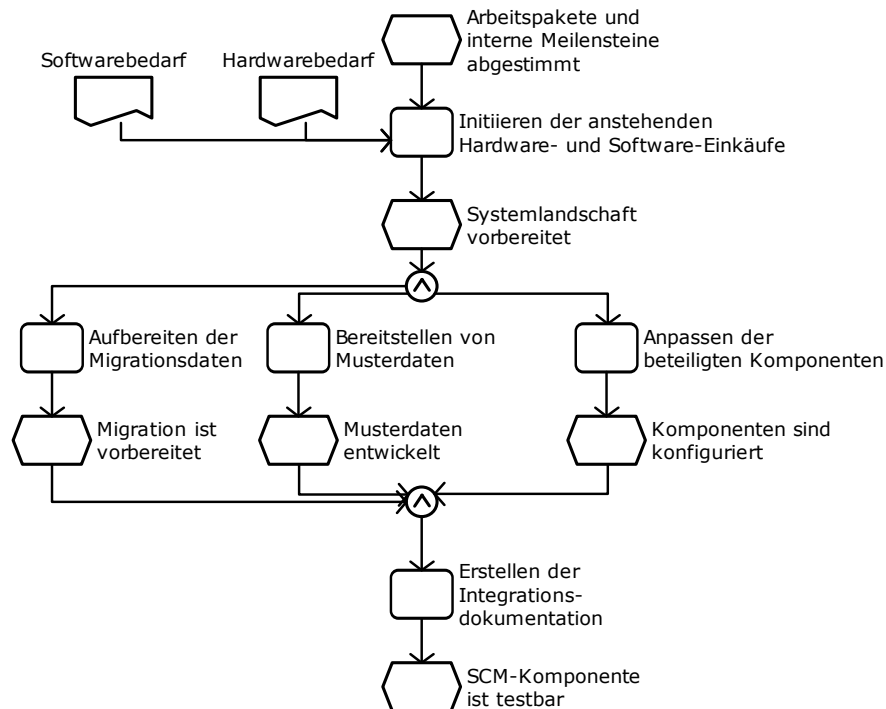 Arbeitspakete und
interne Meilensteine
abgestimmt
Softwarebedarf
Hardwarebedarf
Initiieren der anstehenden
Hardware- und Software-Einkäufe
Systemlandschaft
vorbereitet
Aufbereiten der
Migrationsdaten
Bereitstellen von
Musterdaten
Anpassen der
beteiligten Komponenten
Migration ist
vorbereitet
Musterdaten
entwickelt
Komponenten sind
konfiguriert
Erstellen der
Integrations-
dokumentation
SCM-Komponente
ist testbar